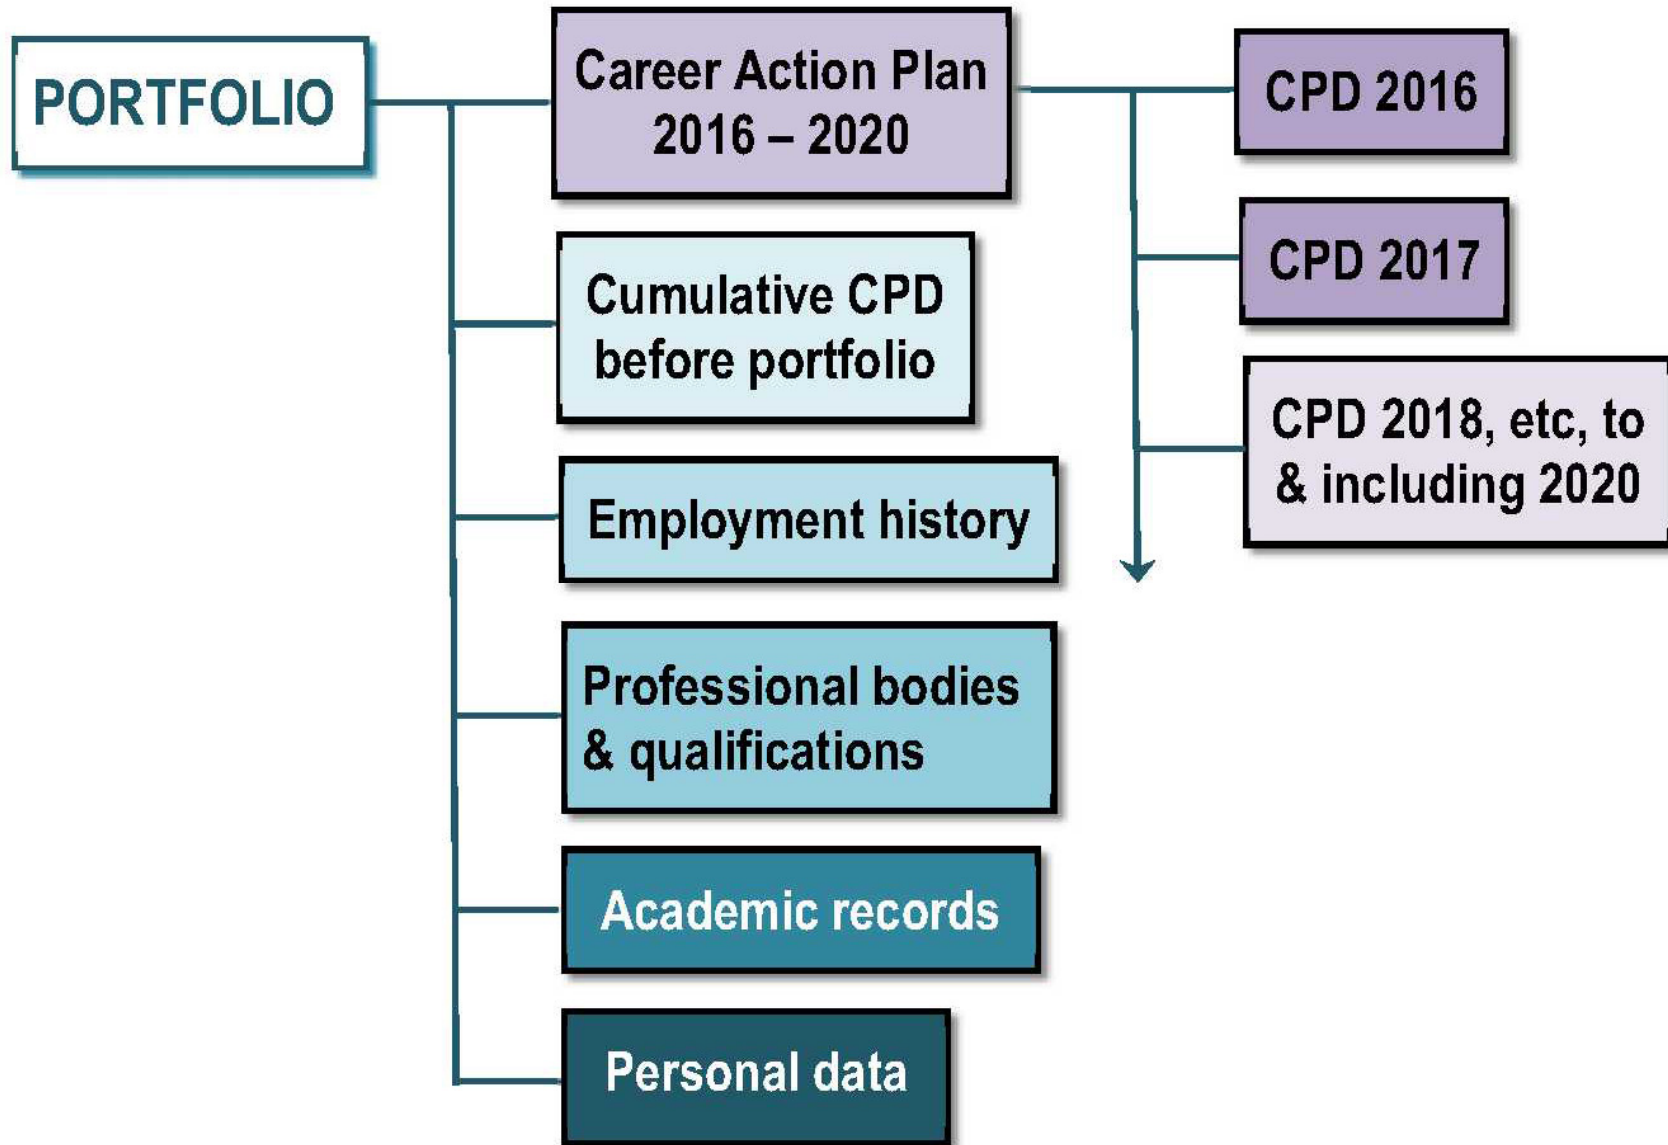 PORTFOLIO
Career Action Plan
2016 – 2020
Cumulative CPD
before portfolio
Employment history
Professional bodies
& qualifications
Academic records
Personal data
CPD 2016
CPD 2017
CPD 2018, etc, to
& including 2020